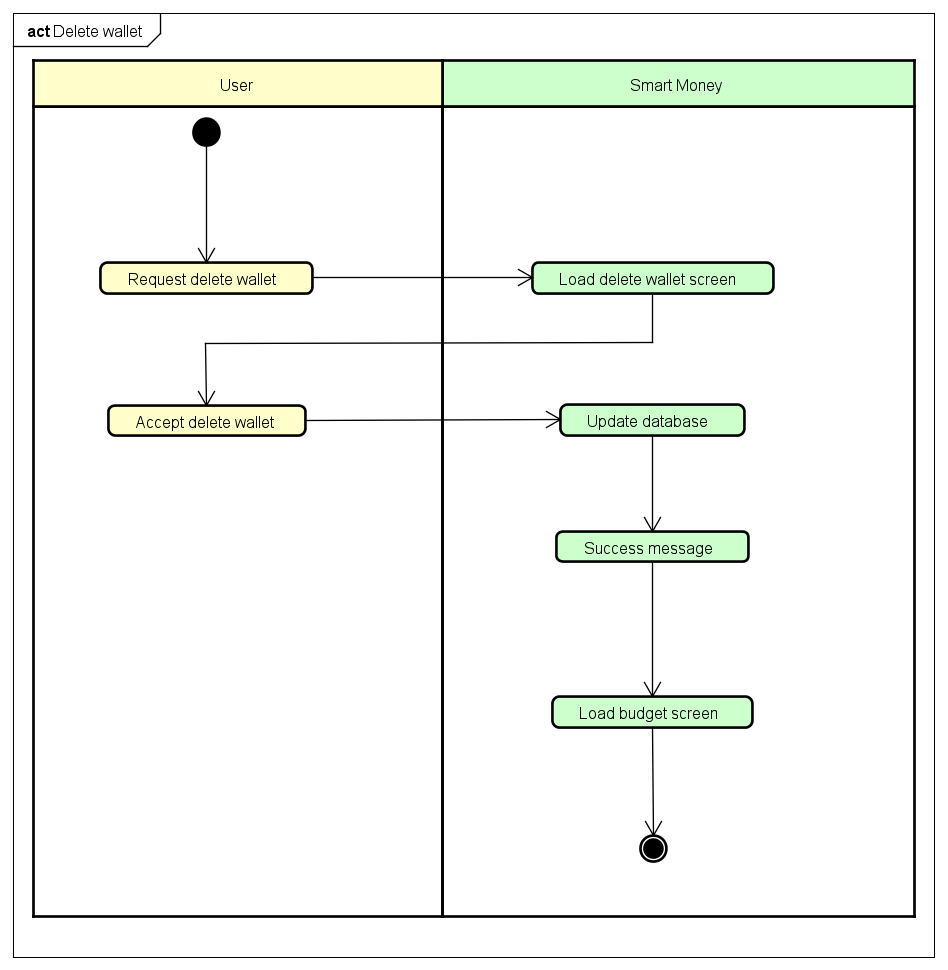 act Delete wallet
User
Smart Money
Request delete wallet
Load delete wallet screen
Accept delete wallet
Update database
Success message
Load budget screen